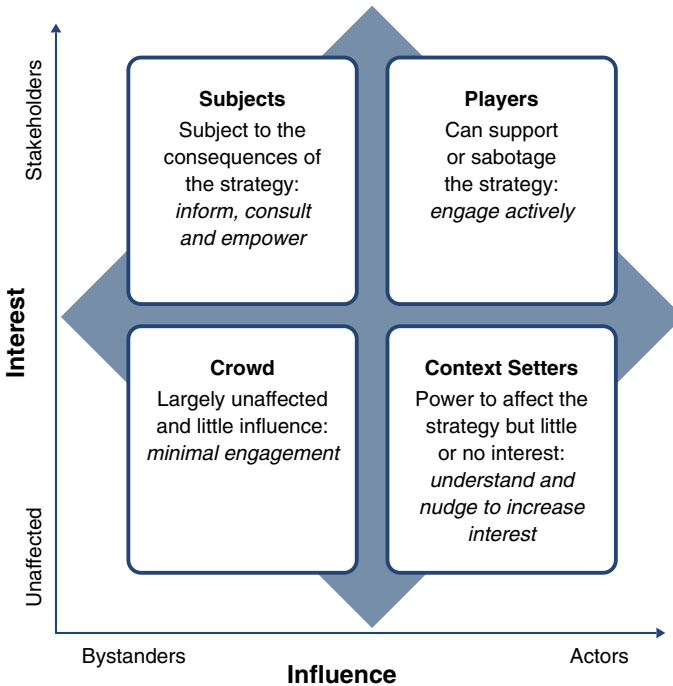 Stakeholders
Unaffected
Interest
Subjects
Subject to the
consequences of
the strategy:
inform, consult
and empower
Players
Can support
or sabotage
the strategy:
engage actively
Crowd
Largely unaffected
and little influence:
minimal engagement
Context Setters
Power to affect the
strategy but little
or no interest:
understand and
nudge to increase
interest
Bystanders
Actors
Influence